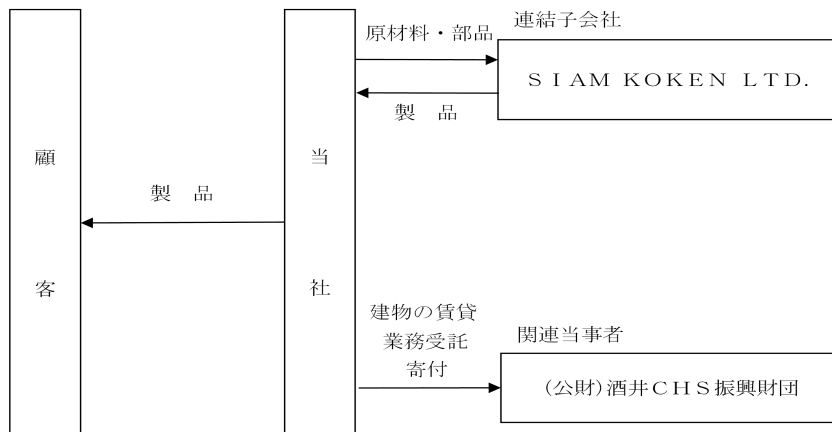 顧客
製　品
当社
原材料・部品
製　品
連結子会社
ＳＩＡＭ ＫＯＫＥＮ ＬＴＤ．
建物の賃貸
業務受託
寄付
関連当事者
(公財)酒井ＣＨＳ振興財団